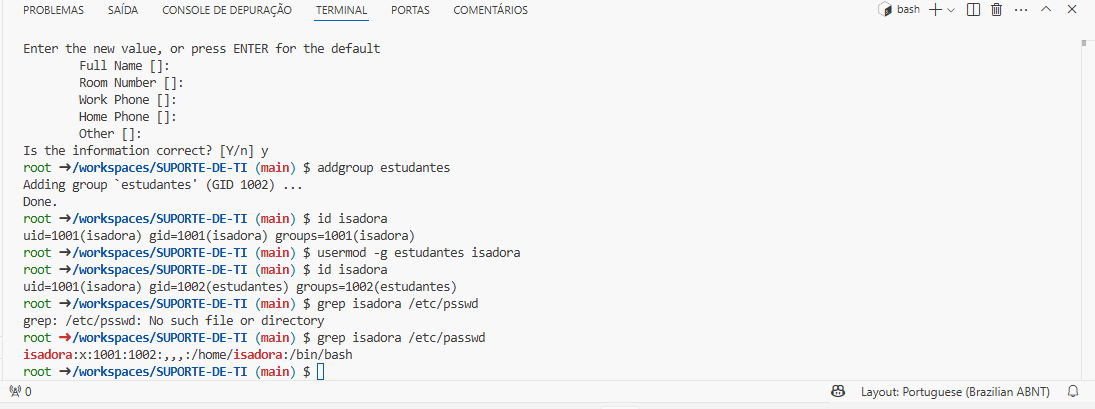 PROBLEMAS SAÍDA CONSOLE DE DEPURAÇÃO TERMINAL PORTAS COMENTÁRIOS bash
Enter the new value, or press ENTER for the default
Full Name []:
Room Number []:
Work Phone []:
Home Phone []:
Other []:
Is the information correct? [Y/n] y
root ➜/workspaces/SUPORTE-DE-TI (main) $ addgroup estudantes
Adding group `estudantes' (GID 1002) ...
Done.
root ➜/workspaces/SUPORTE-DE-TI (main) $ id isadora
uid=1001(isadora) gid=1001(isadora) groups=1001(isadora)
root ➜/workspaces/SUPORTE-DE-TI (main) $ usermod -g estudantes isadora
root ➜/workspaces/SUPORTE-DE-TI (main) $ id isadora
uid=1001(isadora) gid=1002(estudantes) groups=1002(estudantes)
root ➜/workspaces/SUPORTE-DE-TI (main) $ grep isadora /etc/psswd
grep: /etc/psswd: No such file or directory
root ➜/workspaces/SUPORTE-DE-TI (main) $ grep isadora /etc/passwd
isadora:x:1001:1002:,,,:/home/isadora:/bin/bash
root ➜/workspaces/SUPORTE-DE-TI (main) $
0 Layout: Portuguese (Brazilian ABNT)